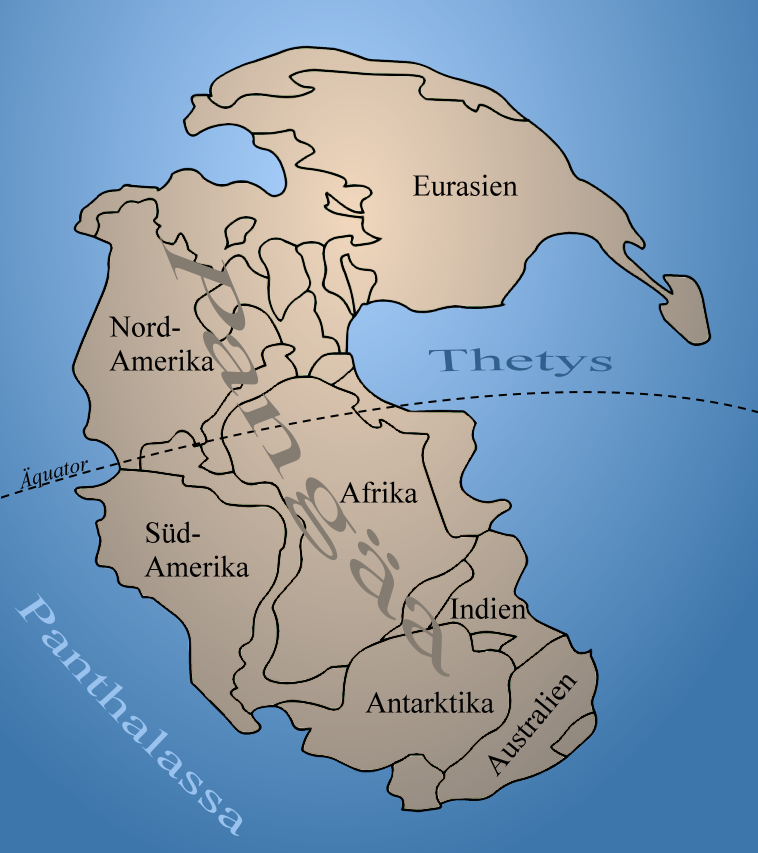 Eurasien
Pangäa
Nord-
Amerika
Thetys
Äquator
Afrika
Süd-
Amerika
Indien
Panthalassa
Antarktika
Australien